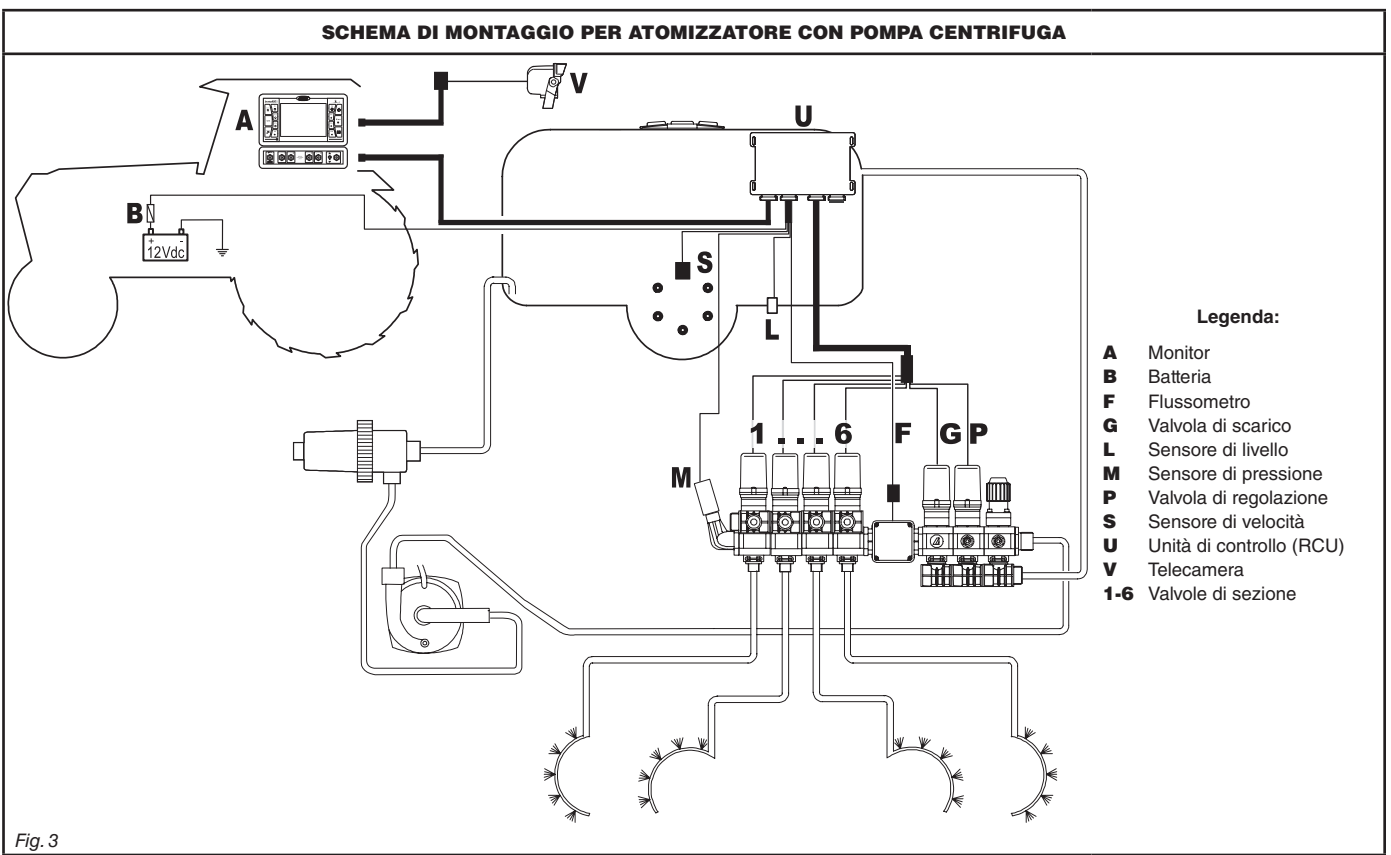 SCHEMA DI MONTAGGIO PER ATOMIZZATORE CON POMPA CENTRIFUGA
V
A
U
B
+ -
12Vdc
S
L
1 . . . 6 F G P
M
Legenda:
A Monitor
B Batteria
F Flussometro
G Valvola di scarico
L Sensore di livello
M Sensore di pressione
P Valvola di regolazione
S Sensore di velocità
U Unità di controllo (RCU)
V Telecamera
1-6 Valvole di sezione
Fig. 3